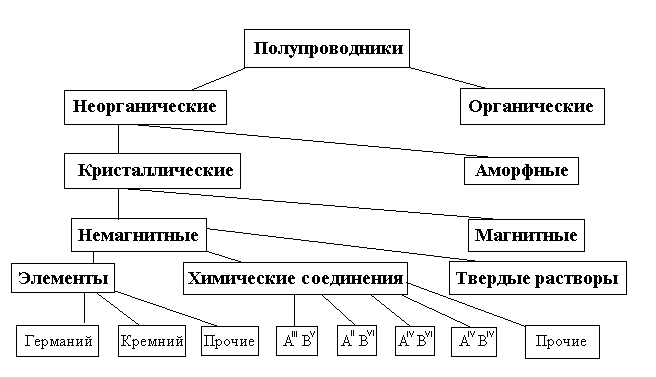 Полупроводники
Неорганические
Органические
Кристаллические
Аморфные
Немагнитные
Магнитные
Элементы
Химические соединения
Твердые растворы
Германий
Кремний
Прочие
A^III B^V
A^II B^VI
A^IV B^VI
A^IV B^IV
Прочие